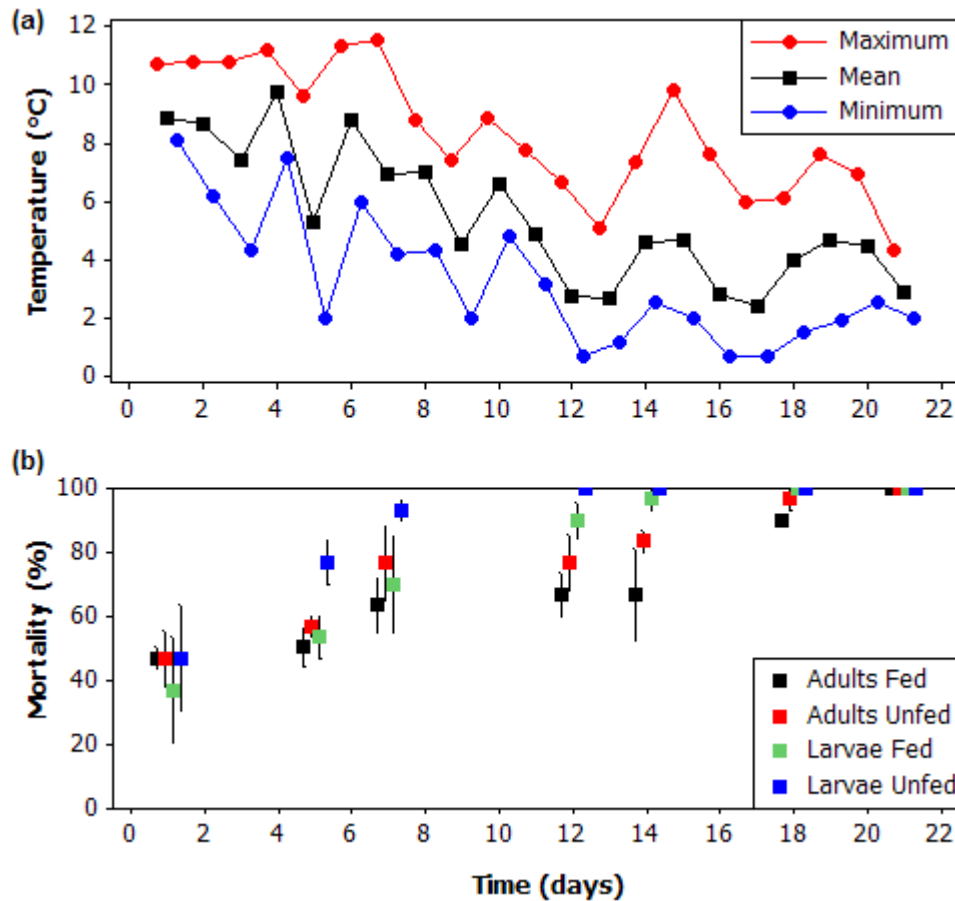 (a)
Temperature (°C)
12
10
8
6
4
2
0
Maximum
Mean
Minimum
0 2 4 6 8 10 12 14 16 18 20 22
(b)
Mortality (%)
100
80
60
40
20
0
Adults Fed
Adults Unfed
Larvae Fed
Larvae Unfed
0 2 4 6 8 10 12 14 16 18 20 22
Time (days)